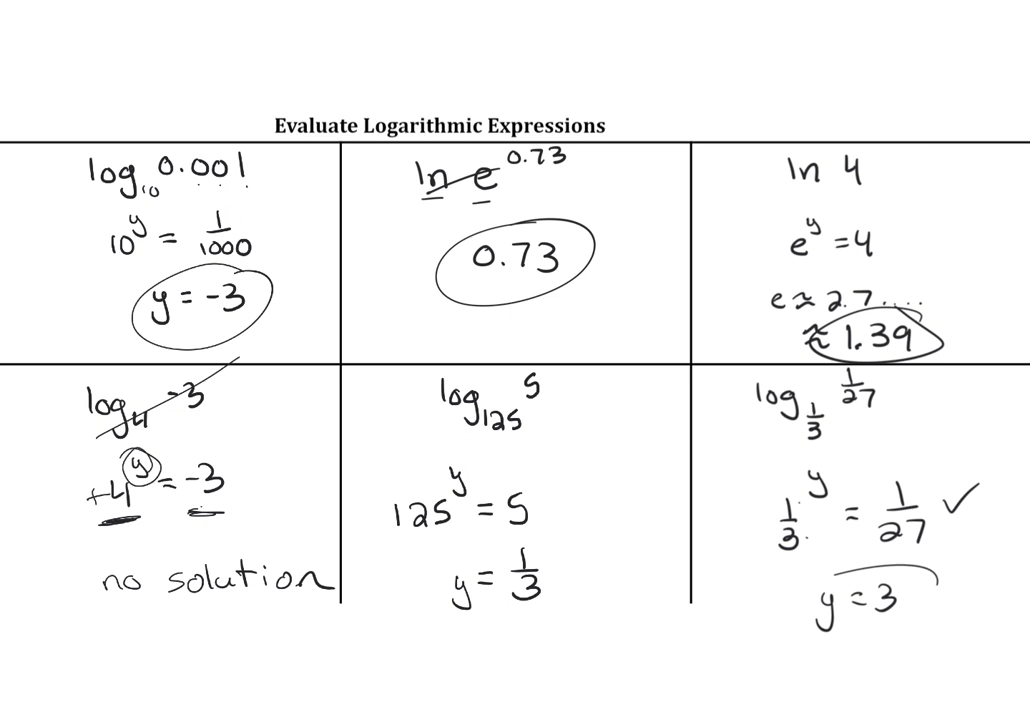 Evaluate Logarithmic Expressions
log₁₀ 0.001
10^y = 1/1000
y = -3
ln e^0.73
0.73
ln 4
e^y = 4
e ≈ 2.7....
≈ 1.39
log₄ -3
+4^y = -3
no solution
log₁₂₅ 5
125^y = 5
y = 1/3
log_1/3 1/27
1/3^y = 1/27 ✓
y = 3